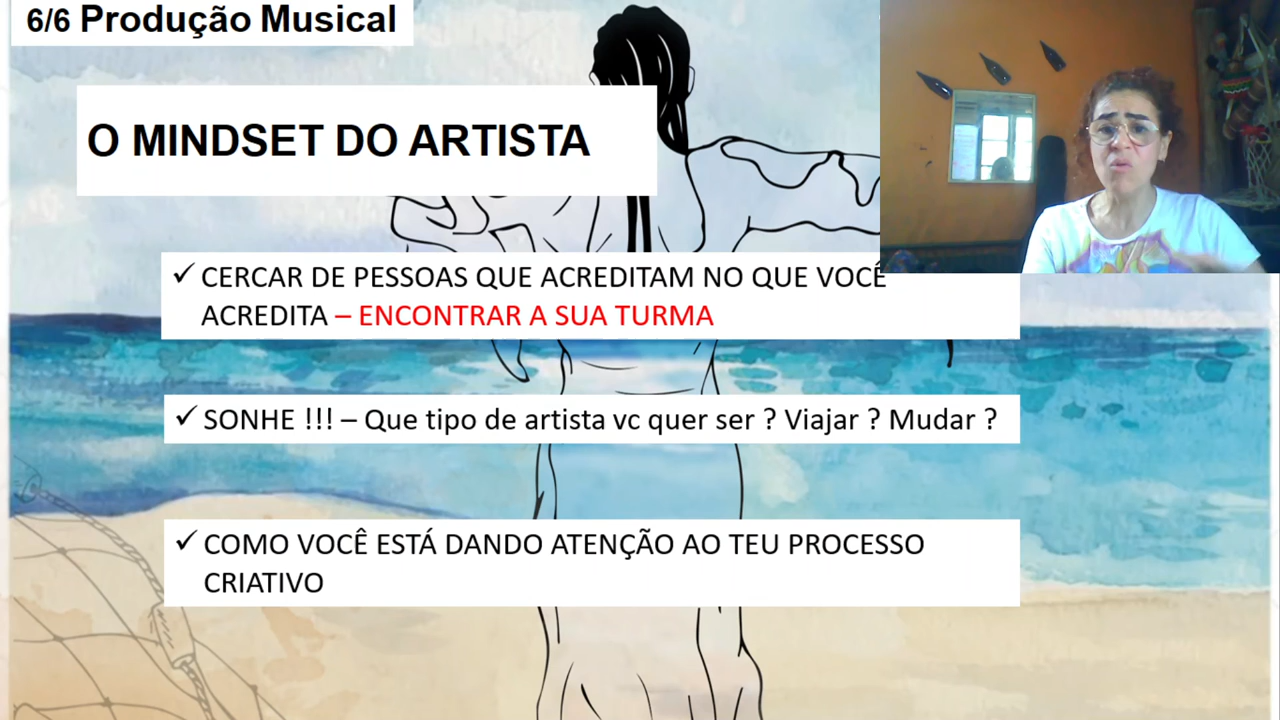 6/6 Produção Musical
O MINDSET DO ARTISTA
✓ CERCAR DE PESSOAS QUE ACREDITAM NO QUE VOCÊ
ACREDITA – ENCONTRAR A SUA TURMA
✓ SONHE !!! – Que tipo de artista vc quer ser ? Viajar ? Mudar ?
✓ COMO VOCÊ ESTÁ DANDO ATENÇÃO AO TEU PROCESSO
CRIATIVO